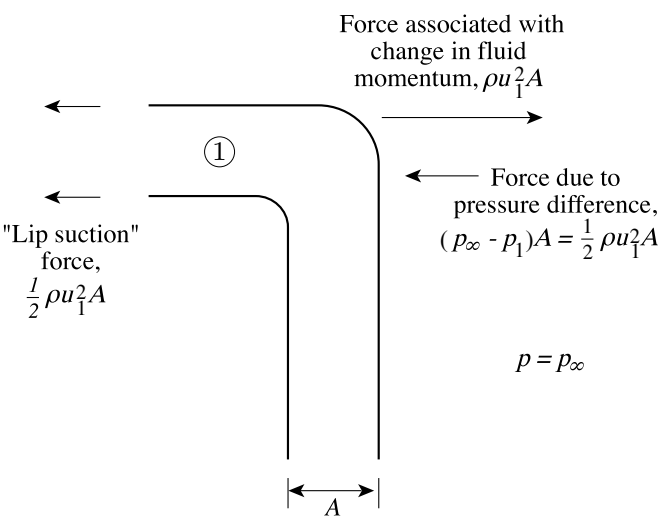 Force associated with
change in fluid
momentum, ρu₁²A
①
Force due to
pressure difference,
(p∞ - p₁)A = ½ ρu₁²A
"Lip suction"
force,
½ ρu₁²A
p = p∞
A